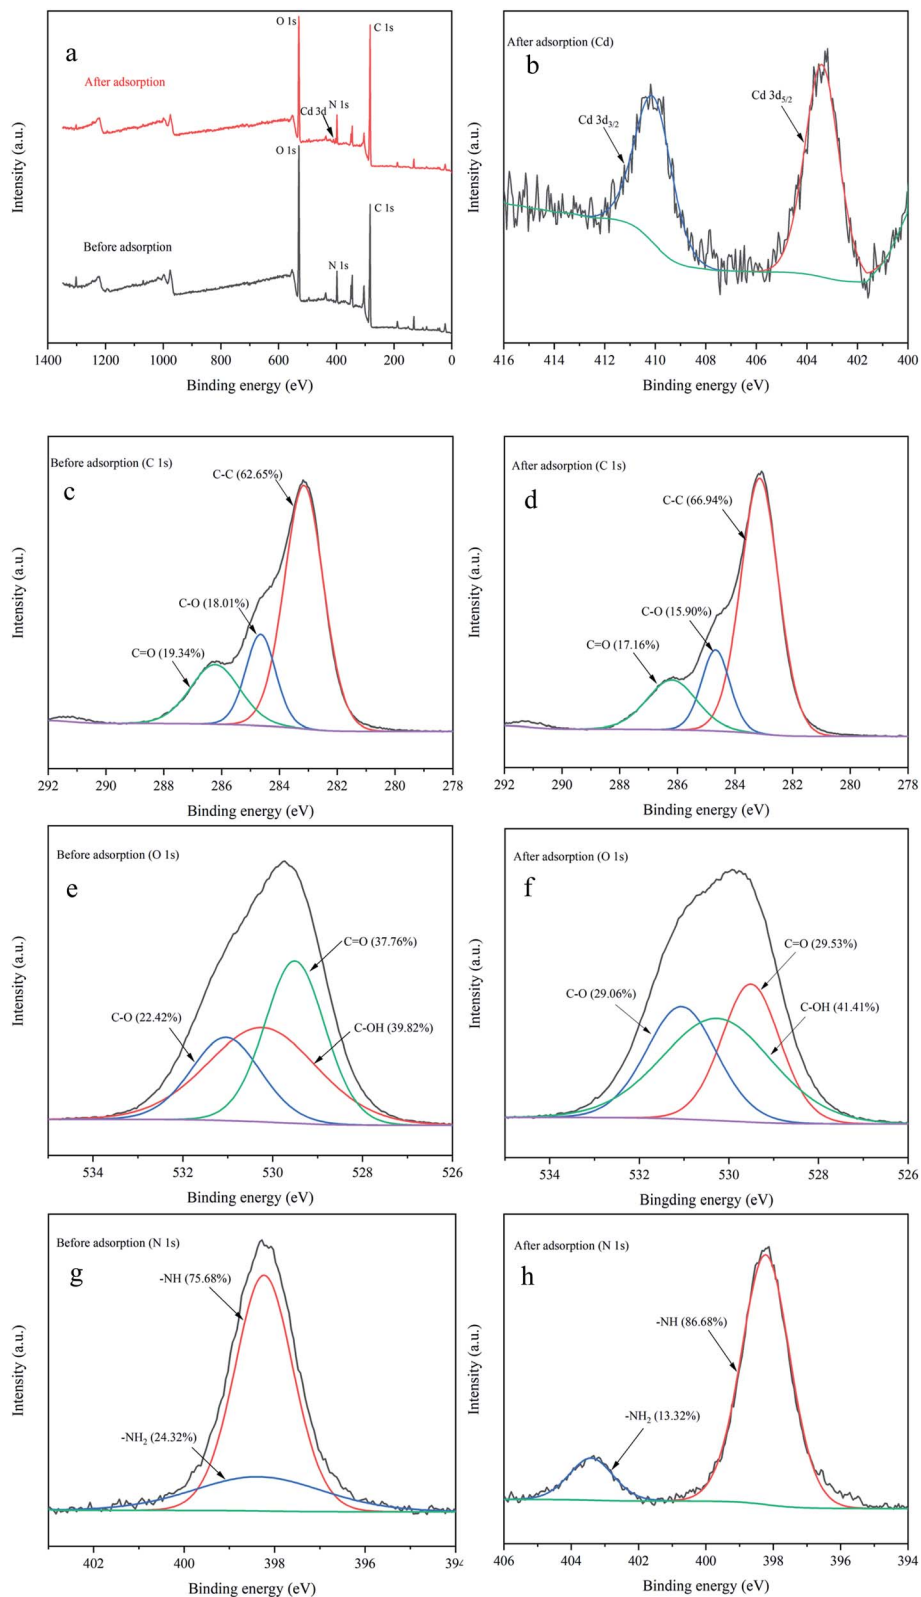 a
O 1s
C 1s
After adsorption
N 1s
Cd 3d
O 1s
C 1s
Before adsorption
N 1s
Intensity (a.u.)
1400 1200 1000 800 600 400 200 0
Binding energy (eV)
After adsorption (Cd)
b
Cd 3d5/2
Cd 3d3/2
Intensity (a.u.)
416 414 412 410 408 406 404 402 400
Binding energy (eV)
Before adsorption (C 1s)
c
C-C (62.65%)
C-O (18.01%)
C=O (19.34%)
Intensity (a.u.)
292 290 288 286 284 282 280 278
Binding energy (eV)
After adsorption (C 1s)
d
C-C (66.94%)
C-O (15.90%)
C=O (17.16%)
Intensity (a.u.)
292 290 288 286 284 282 280 278
Binding energy (eV)
Before adsorption (O 1s)
e
C=O (37.76%)
C-O (22.42%)
C-OH (39.82%)
Intensity (a.u.)
534 532 530 528 526
Binding energy (eV)
After adsorption (O 1s)
f
C=O (29.53%)
C-O (29.06%)
C-OH (41.41%)
Intensity (a.u.)
534 532 530 528 526
Bingding energy (eV)
Before adsorption (N 1s)
g
-NH (75.68%)
-NH2 (24.32%)
Intensity (a.u.)
402 400 398 396 394
Binding energy (eV)
After adsorption (N 1s)
h
-NH (86.68%)
-NH2 (13.32%)
Intensity (a.u.)
406 404 402 400 398 396 394
Binding energy (eV)